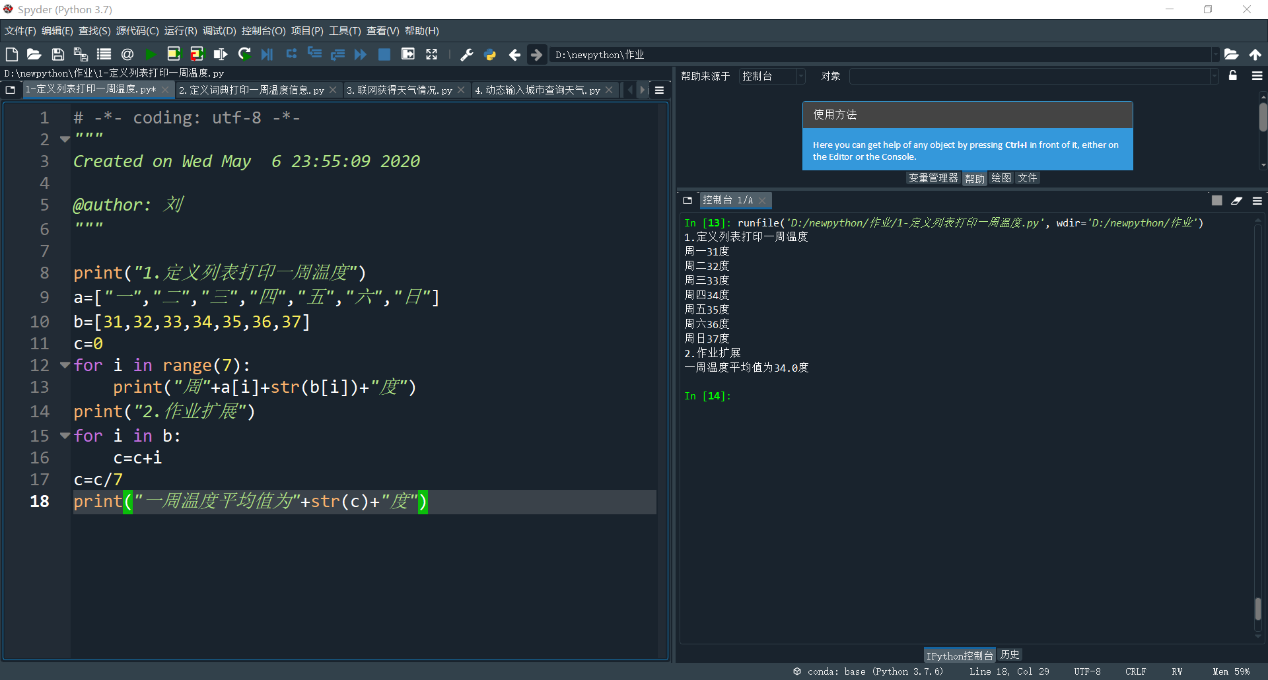 Spyder (Python 3.7)
文件(F) 编辑(E) 查找(S) 源代码(C) 运行(R) 调试(D) 控制台(O) 项目(P) 工具(T) 查看(V) 帮助(H)
D:\newpython\作业
D:\newpython\作业\1-定义列表打印一周温度.py
1-定义列表打印一周温度.py* 2.定义词典打印一周温度信息.py 3.联网获得天气情况.py 4.动态输入城市查询天气.py
1 # -*- coding: utf-8 -*-
2 """
3 Created on Wed May  6 23:55:09 2020
4
5 @author: 刘
6 """
7
8 print("1.定义列表打印一周温度")
9 a=["一","二","三","四","五","六","日"]
10 b=[31,32,33,34,35,36,37]
11 c=0
12 for i in range(7):
13     print("周"+a[i]+str(b[i])+"度")
14 print("2.作业扩展")
15 for i in b:
16     c=c+i
17 c=c/7
18 print("一周温度平均值为"+str(c)+"度")
帮助来源于 控制台 对象
使用方法
Here you can get help of any object by pressing Ctrl+I in front of it, either on
the Editor or the Console.
变量管理器 帮助 绘图 文件
控制台 1/A
In [13]: runfile('D:/newpython/作业/1-定义列表打印一周温度.py', wdir='D:/newpython/作业')
1.定义列表打印一周温度
周一31度
周二32度
周三33度
周四34度
周五35度
周六36度
周日37度
2.作业扩展
一周温度平均值为34.0度
In [14]:
IPython控制台 历史
conda: base (Python 3.7.6) Line 18, Col 29 UTF-8 CRLF RW Mem 59%